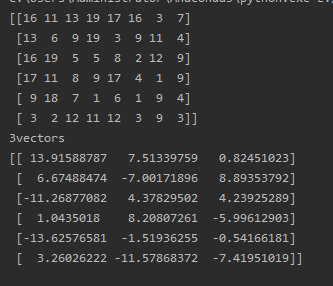 [[16 11 13 19 17 16  3  7]
 [13  6  9 19  3  9 11  4]
 [16 19  5  5  8  2 12  9]
 [17 11  8  9 17  4  1  9]
 [ 9 18  7  1  6  1  9  4]
 [ 3  2 12 11 12  3  9  3]]
3vectors
[[ 13.91588787   7.51339759   0.82451023]
 [  6.67488474  -7.00171896   8.89353792]
 [-11.26877082   4.37829502   4.23925289]
 [  1.0435018    8.20807261  -5.99612903]
 [-13.62576581  -1.51936255  -0.54166181]
 [  3.26026222 -11.57868372  -7.41951019]]